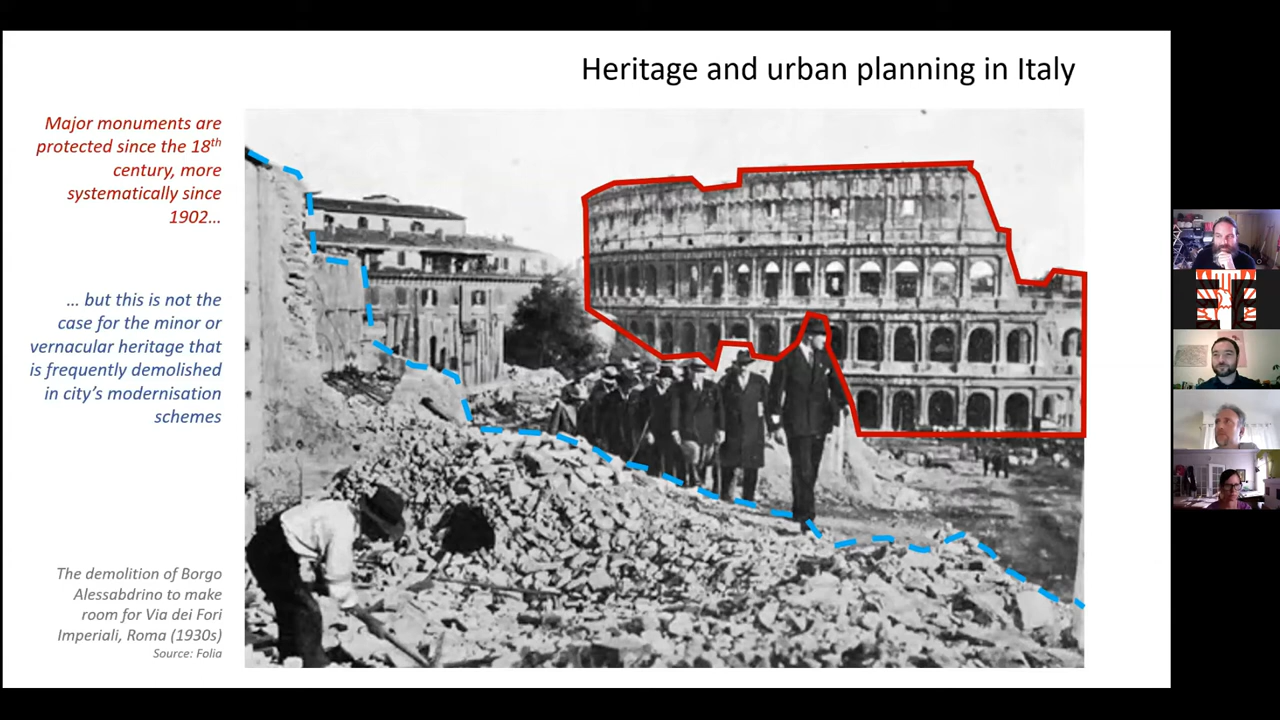 Heritage and urban planning in Italy
Major monuments are
protected since the 18th
century, more
systematically since
1902…
… but this is not the
case for the minor or
vernacular heritage that
is frequently demolished
in city’s modernisation
schemes
The demolition of Borgo
Alessabdrino to make
room for Via dei Fori
Imperiali, Roma (1930s)
Source: Folia